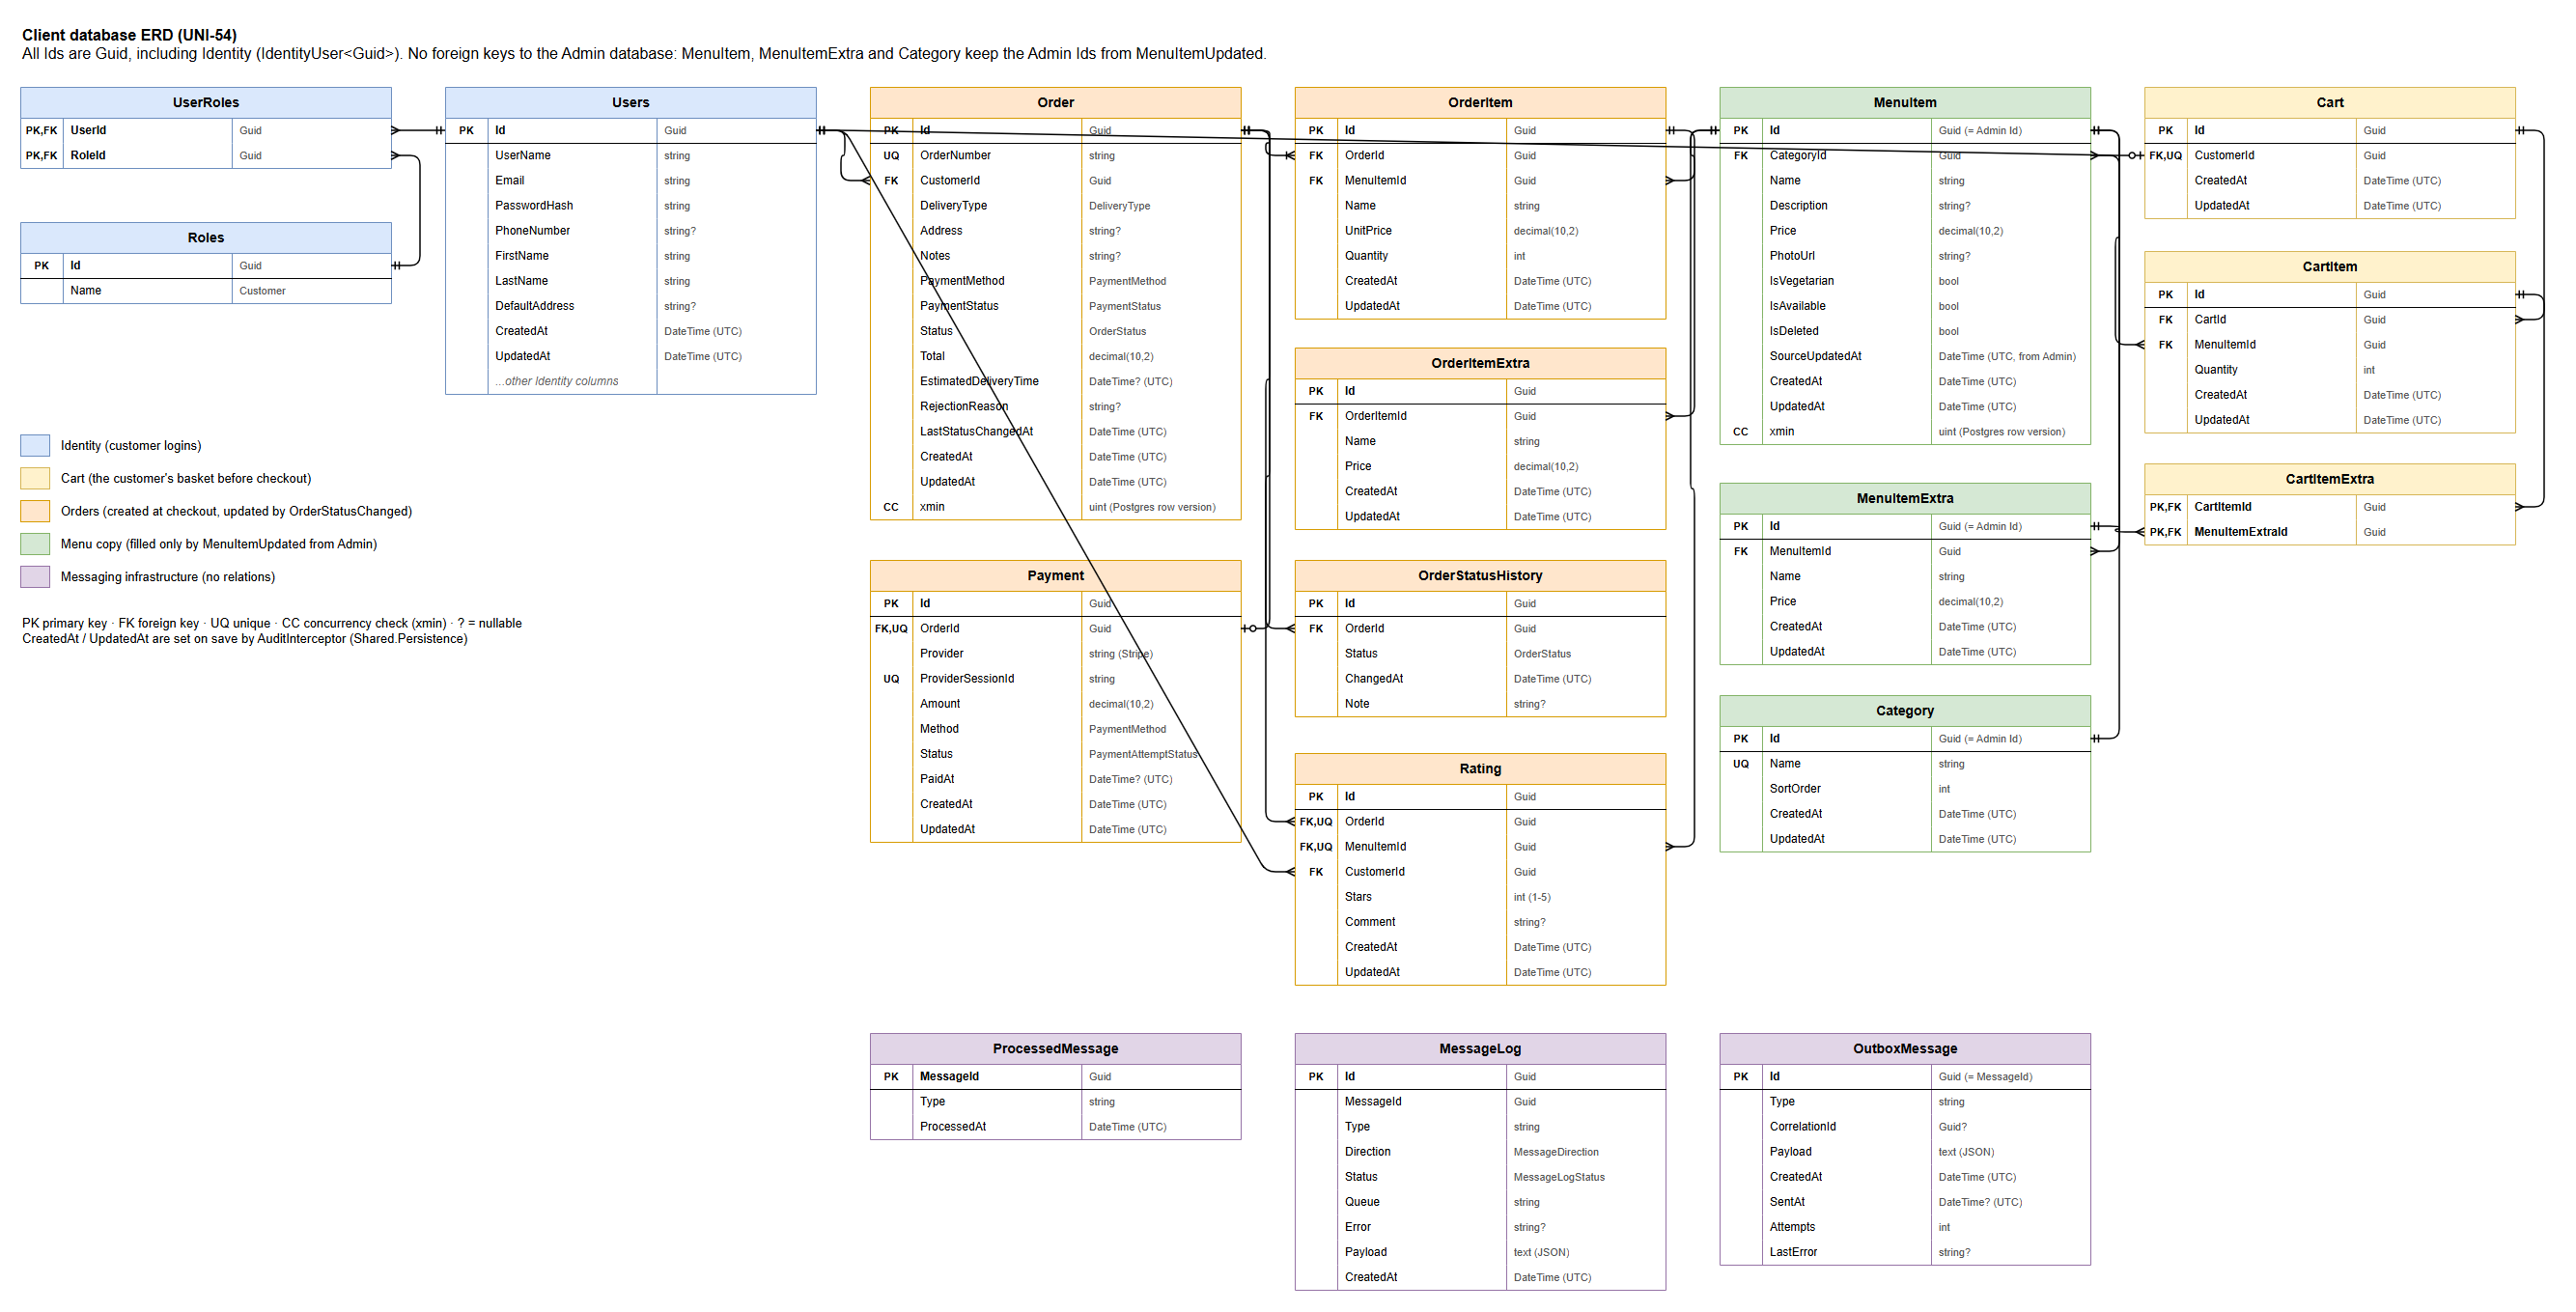 Client database ERD (UNI-54)
All Ids are Guid, including Identity (IdentityUser<Guid>). No foreign keys to the Admin database: MenuItem, MenuItemExtra and Category keep the Admin Ids from MenuItemUpdated.
UserRoles
PK,FK UserId Guid
PK,FK RoleId Guid
Roles
PK Id Guid
Name Customer
Users
PK Id Guid
UserName string
Email string
PasswordHash string
PhoneNumber string?
FirstName string
LastName string
DefaultAddress string?
CreatedAt DateTime (UTC)
UpdatedAt DateTime (UTC)
...other Identity columns
Identity (customer logins)
Cart (the customer's basket before checkout)
Orders (created at checkout, updated by OrderStatusChanged)
Menu copy (filled only by MenuItemUpdated from Admin)
Messaging infrastructure (no relations)
PK primary key · FK foreign key · UQ unique · CC concurrency check (xmin) · ? = nullable
CreatedAt / UpdatedAt are set on save by AuditInterceptor (Shared.Persistence)
Order
PK Id Guid
UQ OrderNumber string
FK CustomerId Guid
DeliveryType DeliveryType
Address string?
Notes string?
PaymentMethod PaymentMethod
PaymentStatus PaymentStatus
Status OrderStatus
Total decimal(10,2)
EstimatedDeliveryTime DateTime? (UTC)
RejectionReason string?
LastStatusChangedAt DateTime (UTC)
CreatedAt DateTime (UTC)
UpdatedAt DateTime (UTC)
CC xmin uint (Postgres row version)
Payment
PK Id Guid
FK,UQ OrderId Guid
Provider string (Stripe)
UQ ProviderSessionId string
Amount decimal(10,2)
Method PaymentMethod
Status PaymentAttemptStatus
PaidAt DateTime? (UTC)
CreatedAt DateTime (UTC)
UpdatedAt DateTime (UTC)
OrderItem
PK Id Guid
FK OrderId Guid
FK MenuItemId Guid
Name string
UnitPrice decimal(10,2)
Quantity int
CreatedAt DateTime (UTC)
UpdatedAt DateTime (UTC)
OrderItemExtra
PK Id Guid
FK OrderItemId Guid
Name string
Price decimal(10,2)
CreatedAt DateTime (UTC)
UpdatedAt DateTime (UTC)
OrderStatusHistory
PK Id Guid
FK OrderId Guid
Status OrderStatus
ChangedAt DateTime (UTC)
Note string?
Rating
PK Id Guid
FK,UQ OrderId Guid
FK,UQ MenuItemId Guid
FK CustomerId Guid
Stars int (1-5)
Comment string?
CreatedAt DateTime (UTC)
UpdatedAt DateTime (UTC)
MenuItem
PK Id Guid (= Admin Id)
FK CategoryId Guid
Name string
Description string?
Price decimal(10,2)
PhotoUrl string?
IsVegetarian bool
IsAvailable bool
IsDeleted bool
SourceUpdatedAt DateTime (UTC, from Admin)
CreatedAt DateTime (UTC)
UpdatedAt DateTime (UTC)
CC xmin uint (Postgres row version)
MenuItemExtra
PK Id Guid (= Admin Id)
FK MenuItemId Guid
Name string
Price decimal(10,2)
CreatedAt DateTime (UTC)
UpdatedAt DateTime (UTC)
Category
PK Id Guid (= Admin Id)
UQ Name string
SortOrder int
CreatedAt DateTime (UTC)
UpdatedAt DateTime (UTC)
Cart
PK Id Guid
FK,UQ CustomerId Guid
CreatedAt DateTime (UTC)
UpdatedAt DateTime (UTC)
CartItem
PK Id Guid
FK CartId Guid
FK MenuItemId Guid
Quantity int
CreatedAt DateTime (UTC)
UpdatedAt DateTime (UTC)
CartItemExtra
PK,FK CartItemId Guid
PK,FK MenuItemExtraId Guid
ProcessedMessage
PK MessageId Guid
Type string
ProcessedAt DateTime (UTC)
MessageLog
PK Id Guid
MessageId Guid
Type string
Direction MessageDirection
Status MessageLogStatus
Queue string
Error string?
Payload text (JSON)
CreatedAt DateTime (UTC)
OutboxMessage
PK Id Guid (= MessageId)
Type string
CorrelationId Guid?
Payload text (JSON)
CreatedAt DateTime (UTC)
SentAt DateTime? (UTC)
Attempts int
LastError string?